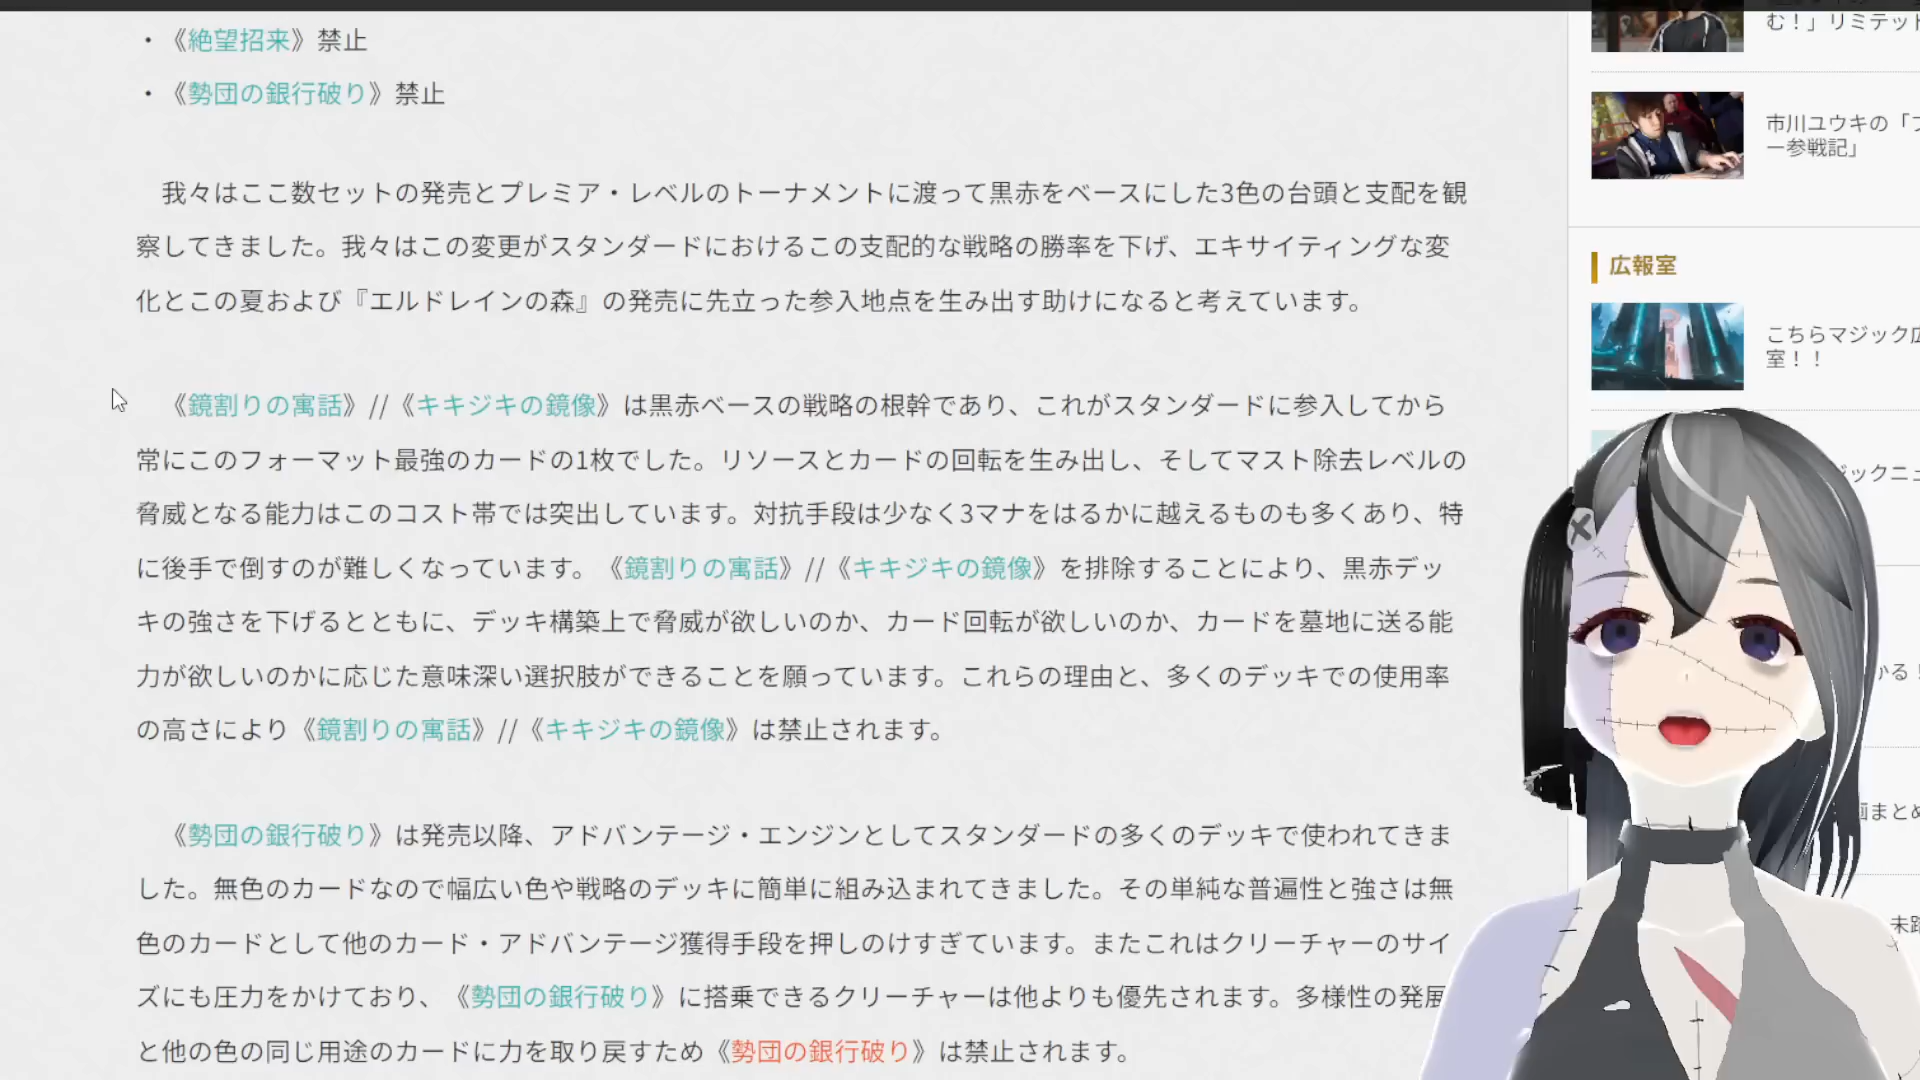 ・《絶望招来》禁止
・《勢団の銀行破り》禁止
我々はここ数セットの発売とプレミア・レベルのトーナメントに渡って黒赤をベースにした3色の台頭と支配を観
察してきました。我々はこの変更がスタンダードにおけるこの支配的な戦略の勝率を下げ、エキサイティングな変
化とこの夏および『エルドレインの森』の発売に先立った参入地点を生み出す助けになると考えています。
《鏡割りの寓話》//《キキジキの鏡像》は黒赤ベースの戦略の根幹であり、これがスタンダードに参入してから
常にこのフォーマット最強のカードの1枚でした。リソースとカードの回転を生み出し、そしてマスト除去レベルの
脅威となる能力はこのコスト帯では突出しています。対抗手段は少なく3マナをはるかに越えるものも多くあり、特
に後手で倒すのが難しくなっています。《鏡割りの寓話》//《キキジキの鏡像》を排除することにより、黒赤デッ
キの強さを下げるとともに、デッキ構築上で脅威が欲しいのか、カード回転が欲しいのか、カードを墓地に送る能
力が欲しいのかに応じた意味深い選択肢ができることを願っています。これらの理由と、多くのデッキでの使用率
の高さにより《鏡割りの寓話》//《キキジキの鏡像》は禁止されます。
《勢団の銀行破り》は発売以降、アドバンテージ・エンジンとしてスタンダードの多くのデッキで使われてきま
した。無色のカードなので幅広い色や戦略のデッキに簡単に組み込まれてきました。その単純な普遍性と強さは無
色のカードとして他のカード・アドバンテージ獲得手段を押しのけすぎています。またこれはクリーチャーのサイ
ズにも圧力をかけており、《勢団の銀行破り》に搭乗できるクリーチャーは他よりも優先されます。多様性の発展
と他の色の同じ用途のカードに力を取り戻すため《勢団の銀行破り》は禁止されます。
む！」リミテッド
市川ユウキの「プ
ー参戦記」
広報室
こちらマジック広
室！！
ジックニュ
かる！
画まとめ
未踏